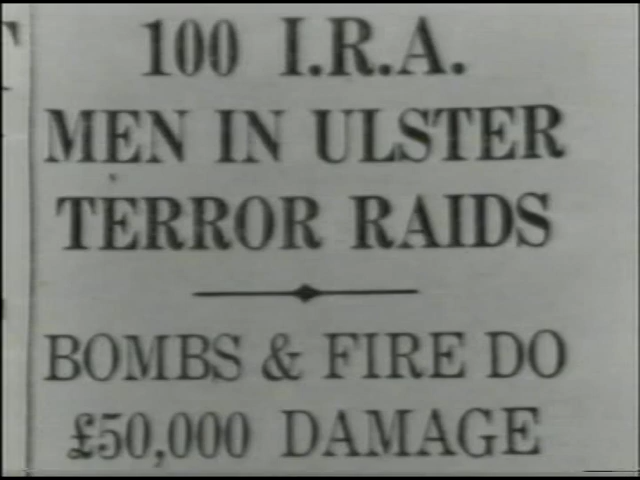 100 I.R.A.
MEN IN ULSTER
TERROR RAIDS
BOMBS & FIRE DO
£50,000 DAMAGE